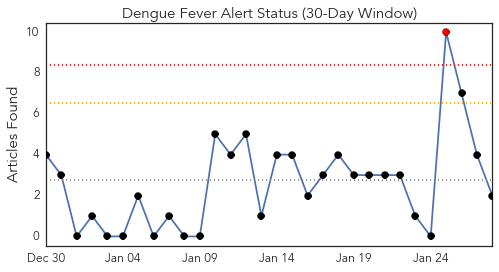 Dengue Fever Alert Status (30-Day Window)
Articles Found
10
8
6
4
2
0
Dec 30 Jan 04 Jan 09 Jan 14 Jan 19 Jan 24